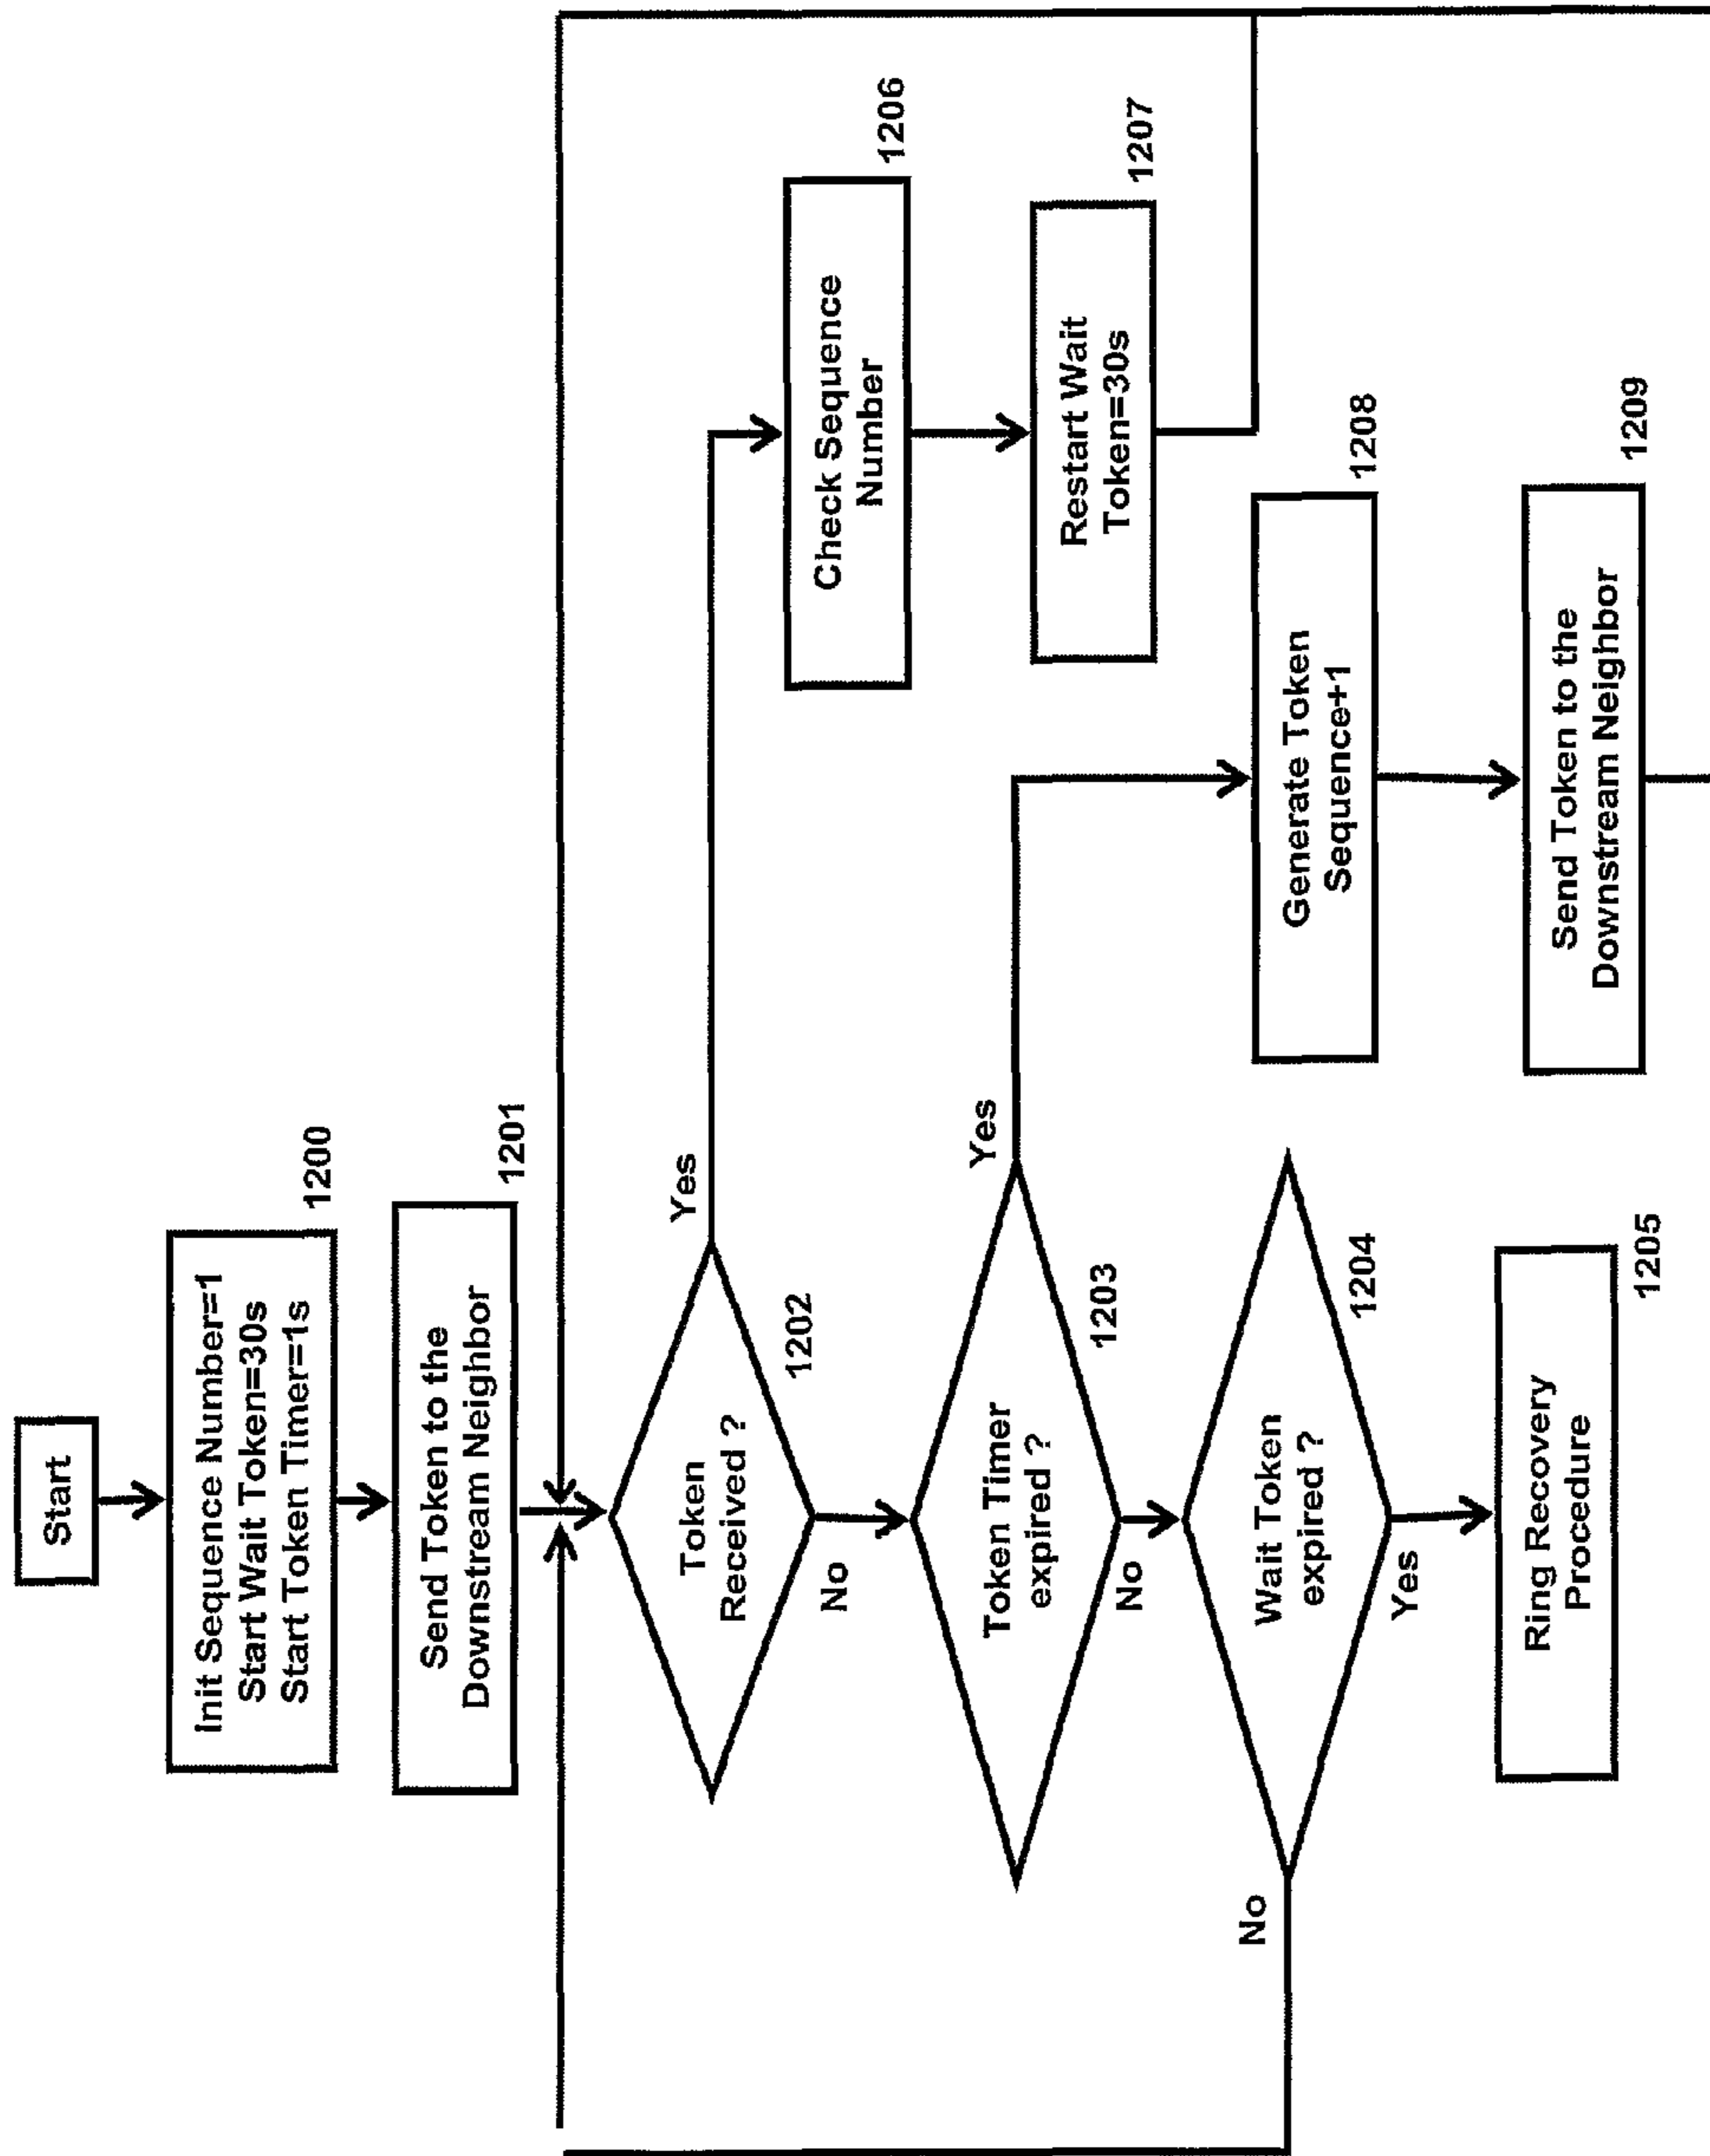 Start
Init Sequence Number=1
Start Wait Token=30s
Start Token Timer=1s
1200
Send Token to the
Downstream Neighbor
1201
Token
Received ?
1202
Yes
No
Token Timer
expired ?
1203
Yes
No
Wait Token
expired ?
1204
No
Yes
Ring Recovery
Procedure
1205
Check Sequence
Number
1206
Restart Wait
Token=30s
1207
Generate Token
Sequence+1
1208
Send Token to the
Downstream Neighbor
1209